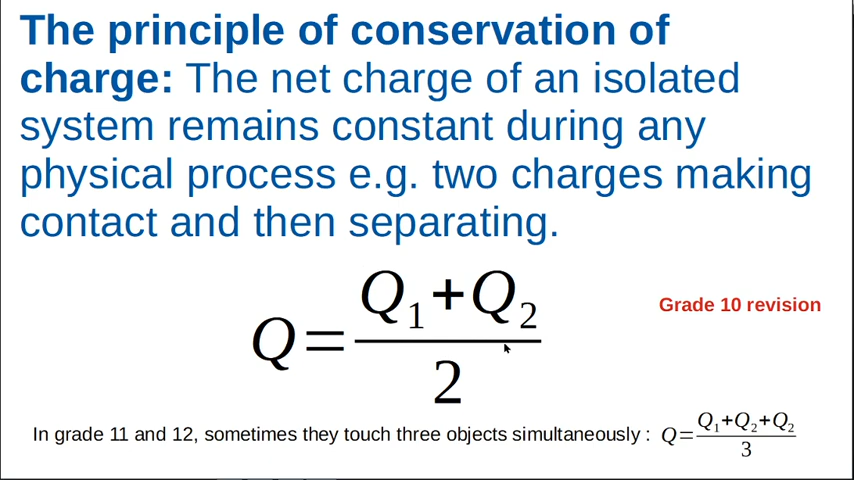 The principle of conservation of
charge: The net charge of an isolated
system remains constant during any
physical process e.g. two charges making
contact and then separating.
Q = (Q₁ + Q₂) / 2
Grade 10 revision
In grade 11 and 12, sometimes they touch three objects simultaneously : Q = (Q₁+Q₂+Q₂) / 3